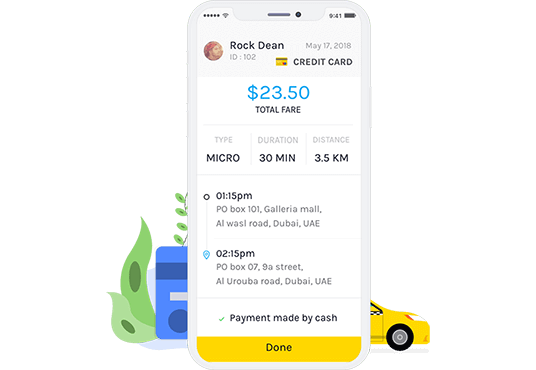 9:41 AM
Rock Dean
May 17, 2018
ID : 102
CREDIT CARD
$23.50
TOTAL FARE
TYPE DURATION DISTANCE
MICRO 30 MIN 3.5 KM
01:15pm
PO box 101, Galleria mall,
Al wasl road, Dubai, UAE
02:15pm
PO box 07, 9a street,
Al Urouba road, Dubai, UAE
Payment made by cash
Done